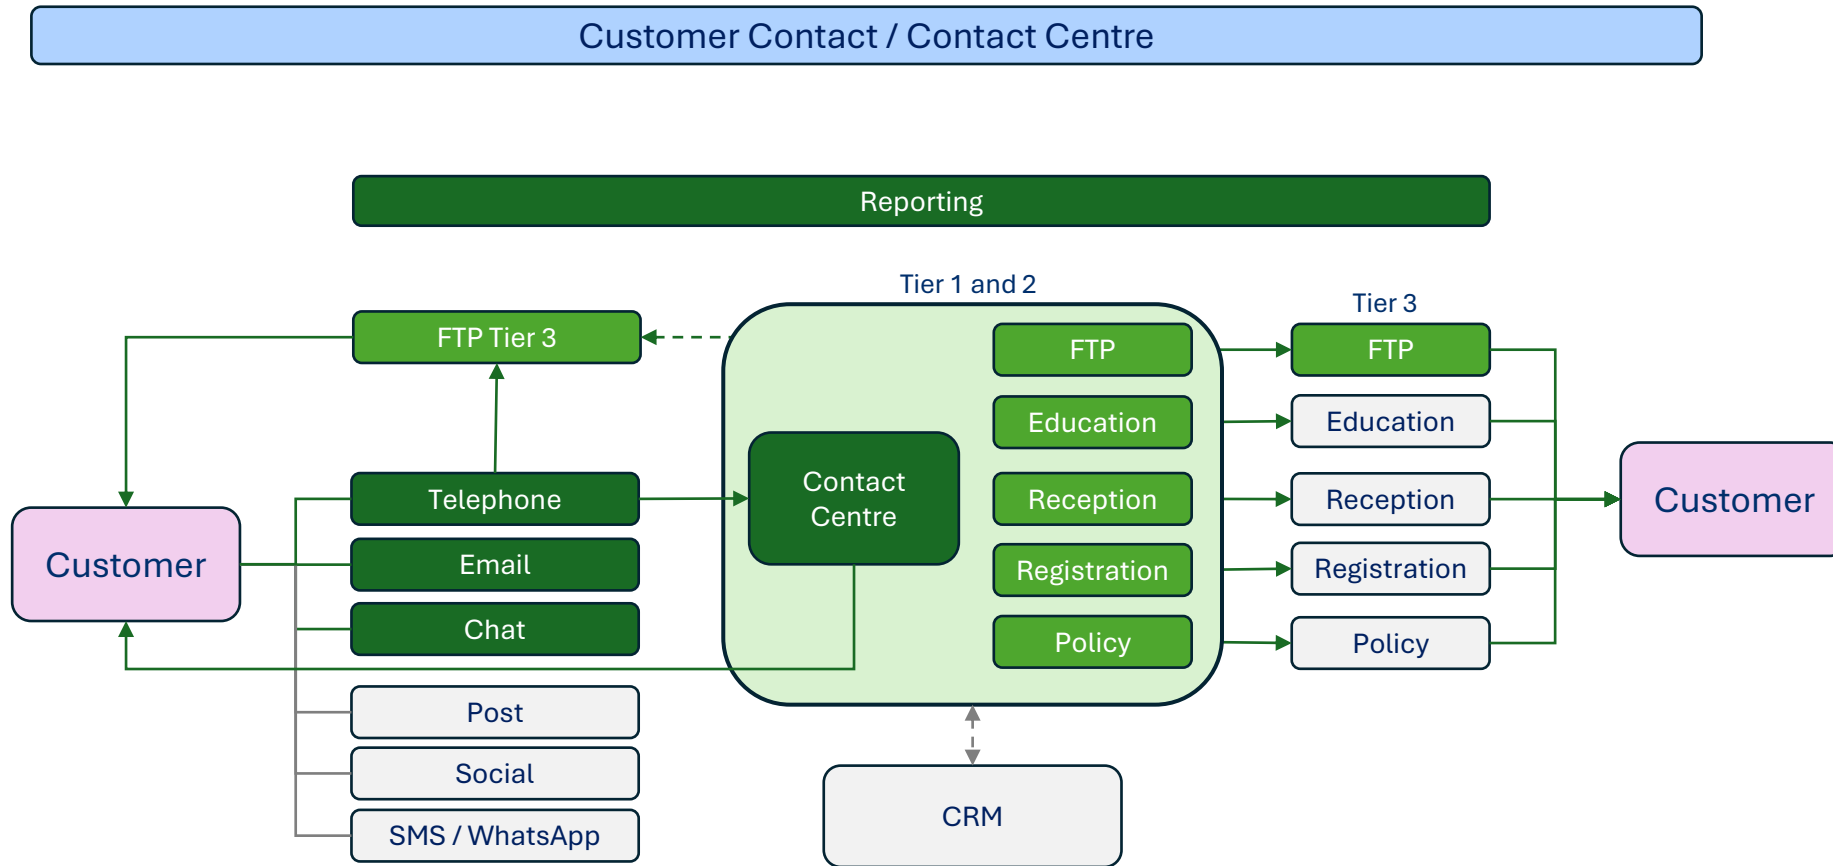 Customer Contact / Contact Centre
Reporting
Tier 1 and 2
Tier 3
FTP Tier 3
FTP
FTP
Education
Education
Telephone
Contact
Centre
Reception
Reception
Customer
Customer
Email
Registration
Registration
Chat
Policy
Policy
Post
Social
SMS / WhatsApp
CRM